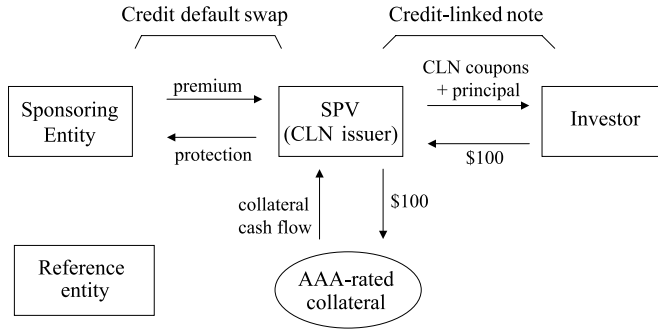 Credit default swap
Credit-linked note
premium
CLN coupons
+ principal
Sponsoring
Entity
SPV
(CLN issuer)
Investor
protection
$100
collateral
cash flow
$100
Reference
entity
AAA-rated
collateral